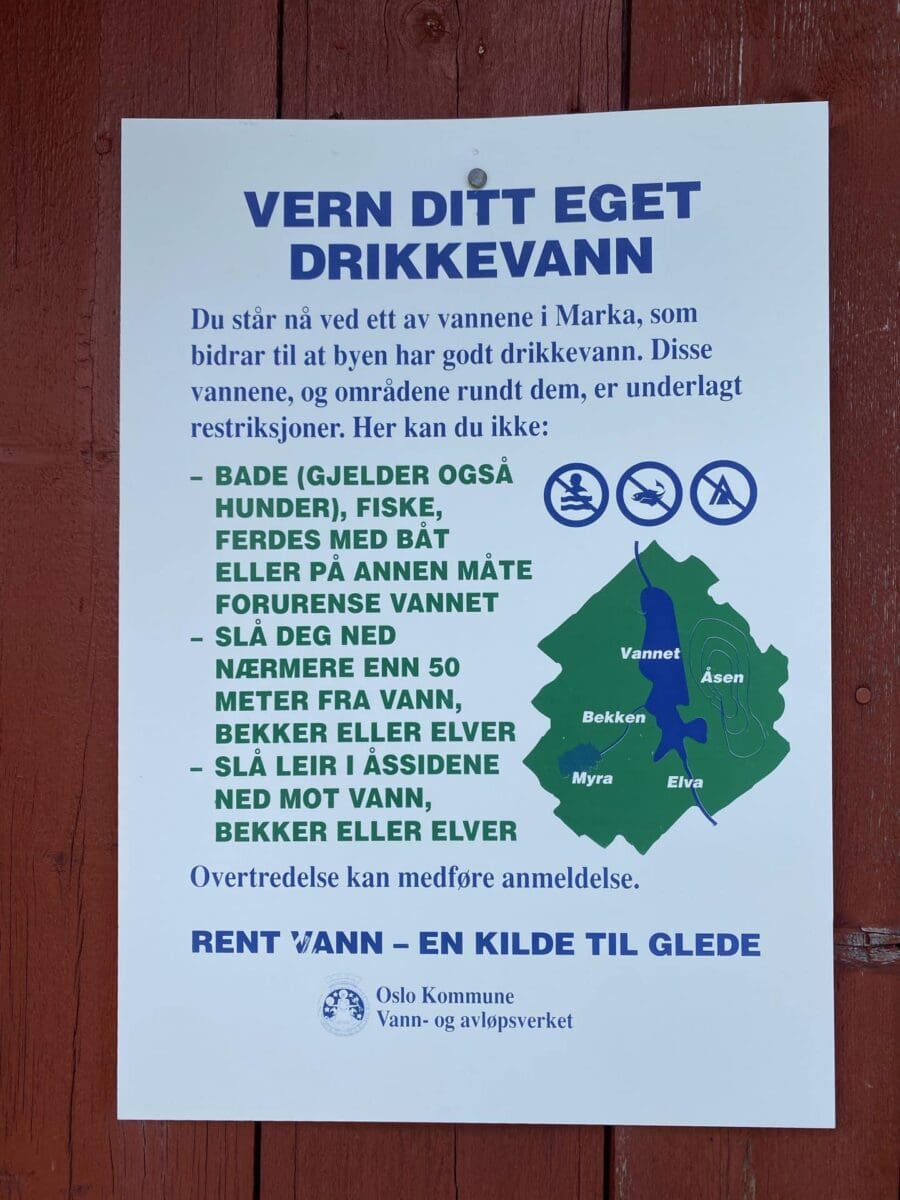 VERN DITT EGET
DRIKKEVANN
Du står nå ved ett av vannene i Marka, som
bidrar til at byen har godt drikkevann. Disse
vannene, og områdene rundt dem, er underlagt
restriksjoner. Her kan du ikke:
– BADE (GJELDER OGSÅ
HUNDER), FISKE,
FERDES MED BÅT
ELLER PÅ ANNEN MÅTE
FORURENSE VANNET
– SLÅ DEG NED
NÆRMERE ENN 50
METER FRA VANN,
BEKKER ELLER ELVER
– SLÅ LEIR I ÅSSIDENE
NED MOT VANN,
BEKKER ELLER ELVER
Vannet
Åsen
Bekken
Myra
Elva
Overtredelse kan medføre anmeldelse.
RENT VANN – EN KILDE TIL GLEDE
Oslo Kommune
Vann- og avløpsverket